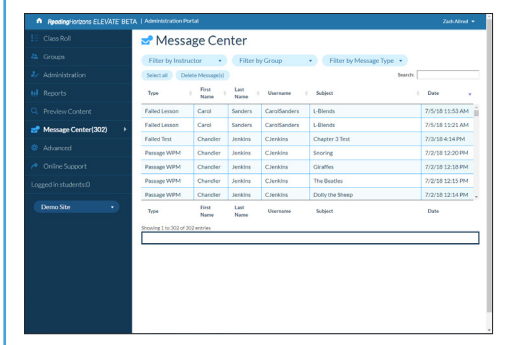 ReadingHorizons ELEVATE BETA | Administration Portal Zach Allred
Class Roll
Groups
Administration
Reports
Preview Content
Message Center(302)
Advanced
Online Support
Logged in students:0
Demo Site
Message Center
Filter by Instructor Filter by Group Filter by Message Type
Select all Delete Message(s) Search:
Type First Name Last Name Username Subject Date
Failed Lesson Carol Sanders CarolSanders L-Blends 7/5/18 11:53 AM
Failed Lesson Carol Sanders CarolSanders L-Blends 7/5/18 11:21 AM
Failed Test Chandler Jenkins CJenkins Chapter 3 Test 7/3/18 4:14 PM
Passage WPM Chandler Jenkins CJenkins Snoring 7/2/18 12:20 PM
Passage WPM Chandler Jenkins CJenkins Giraffes 7/2/18 12:18 PM
Passage WPM Chandler Jenkins CJenkins The Beatles 7/2/18 12:15 PM
Passage WPM Chandler Jenkins CJenkins Dolly the Sheep 7/2/18 12:14 PM
Type First Name Last Name Username Subject Date
Showing 1 to 302 of 302 entries